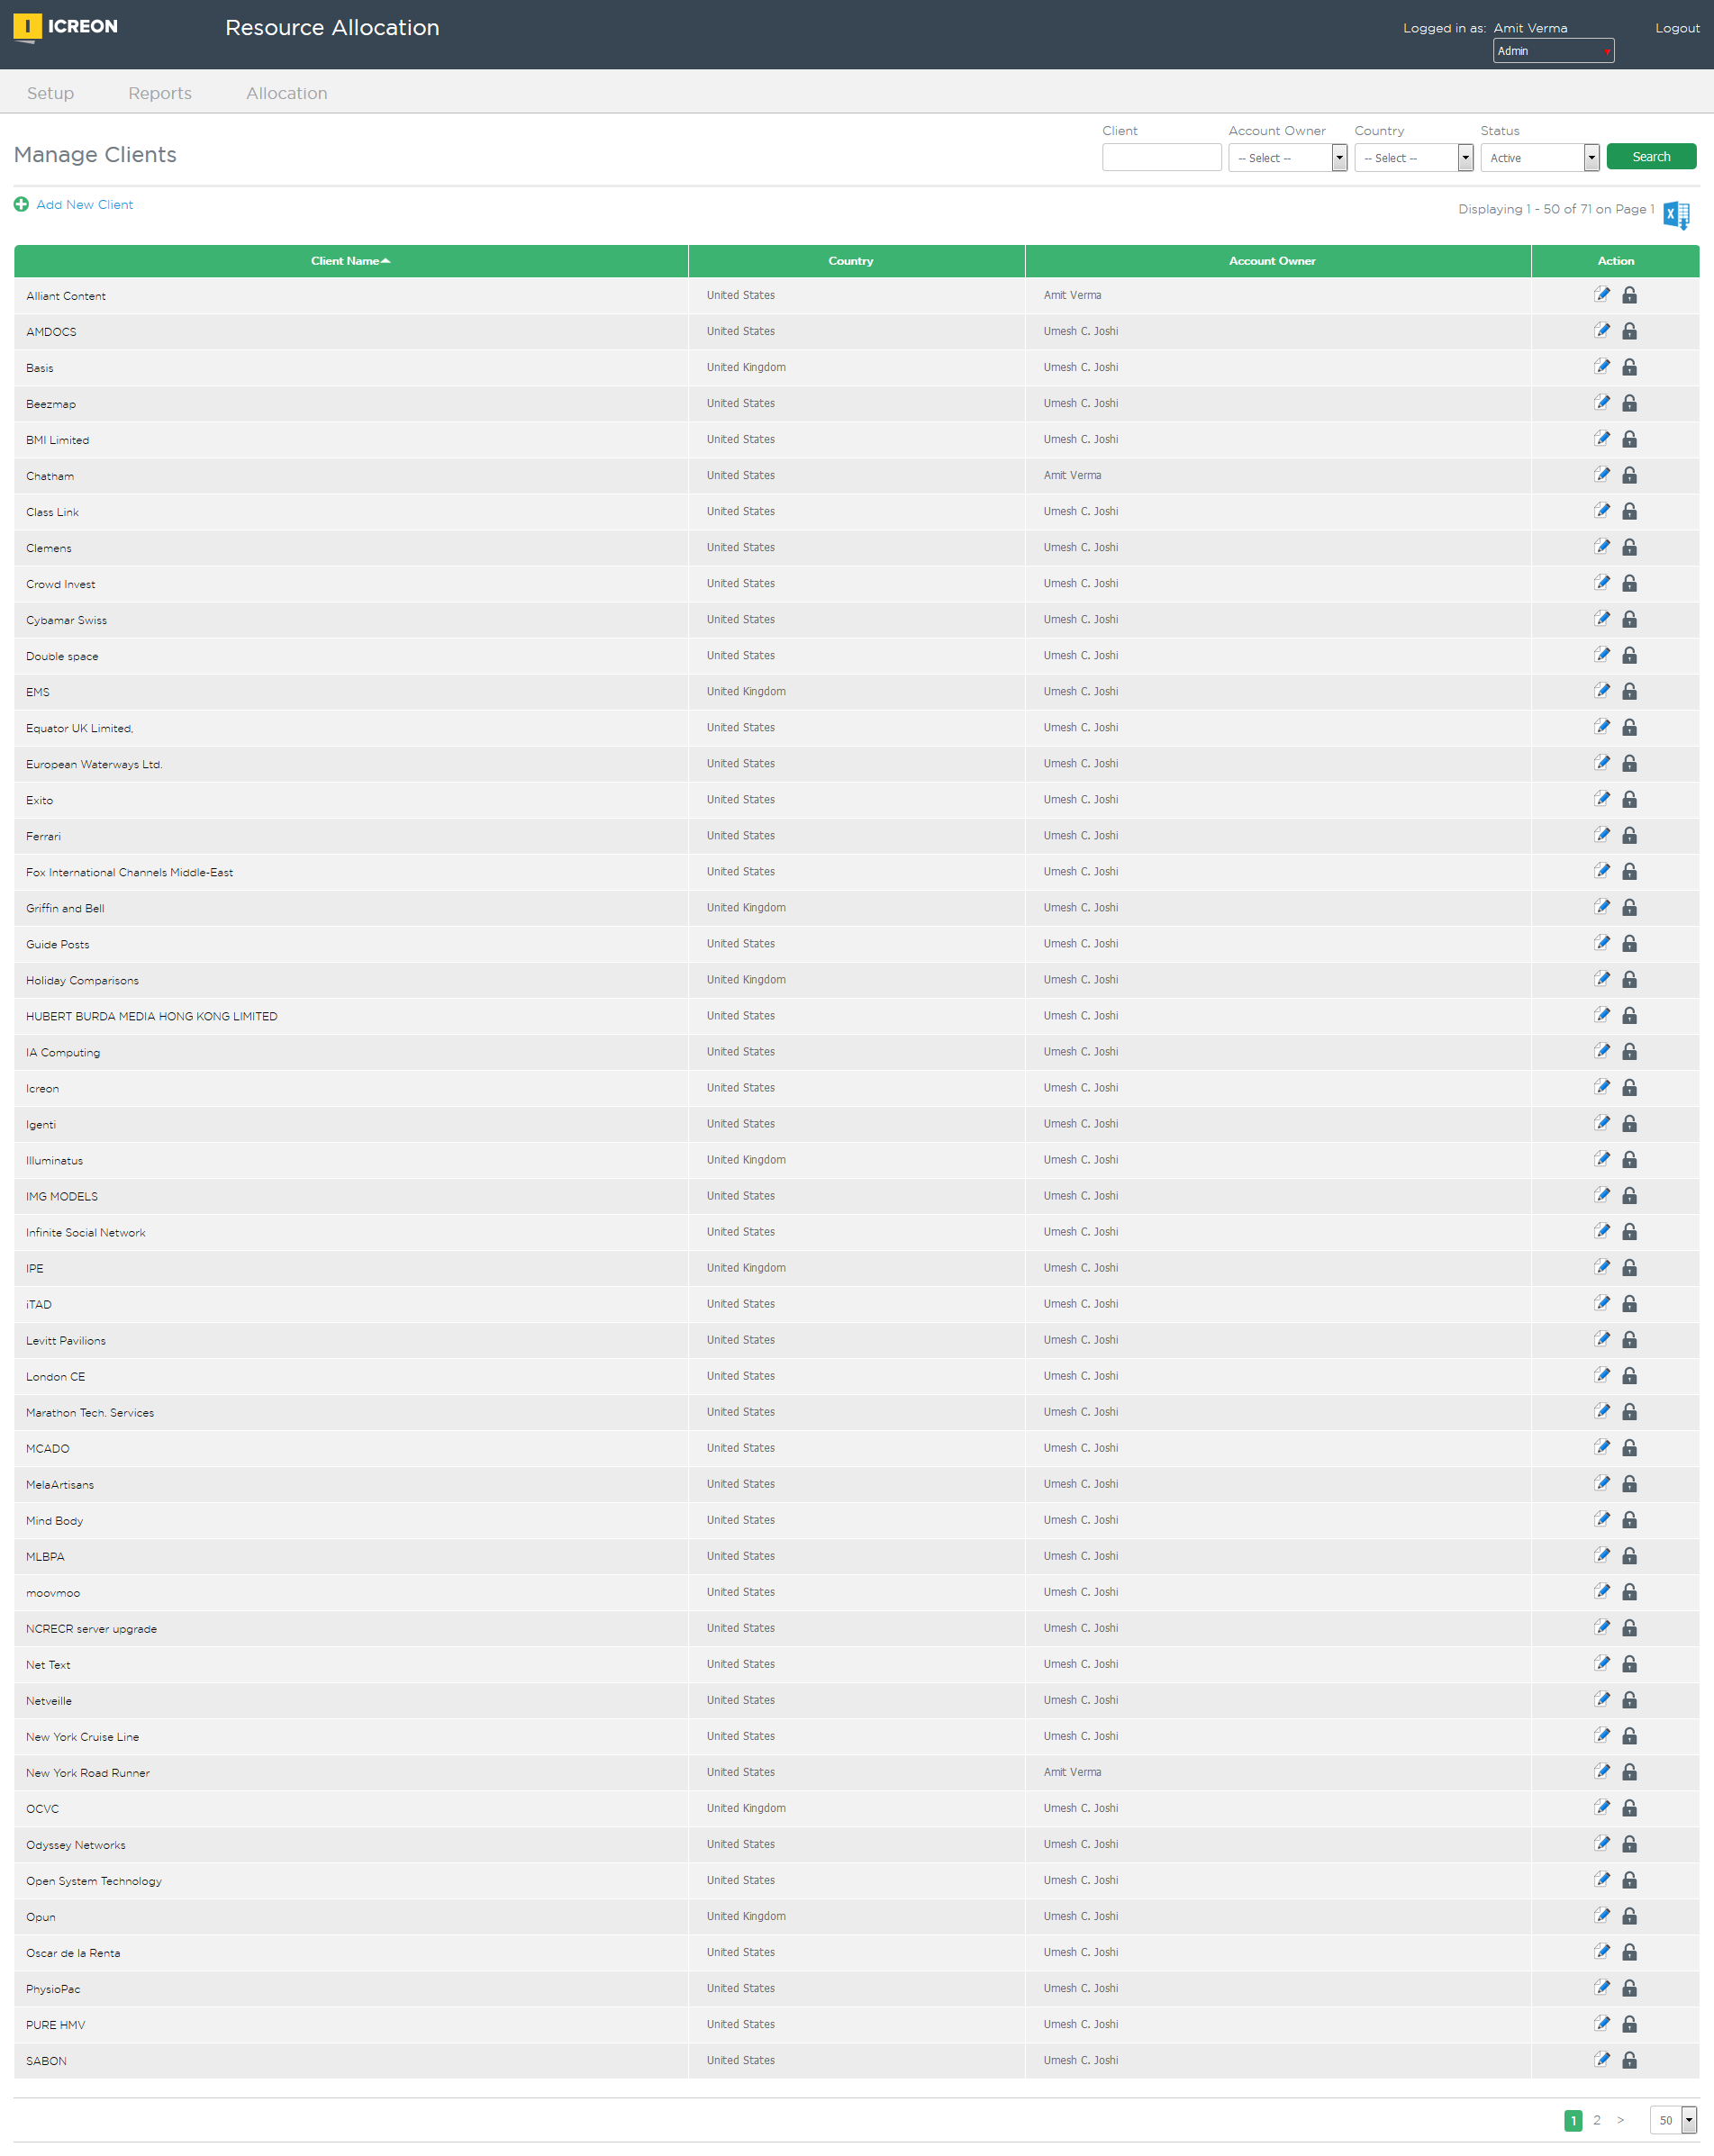 I ICREON
Resource Allocation
Logged in as: Amit Verma
Logout
Admin
Setup Reports Allocation
Manage Clients
Client Account Owner Country Status
-- Select -- -- Select -- Active Search
Add New Client
Displaying 1 - 50 of 71 on Page 1
Client Name Country Account Owner Action
Alliant Content United States Amit Verma
AMDOCS United States Umesh C. Joshi
Basis United Kingdom Umesh C. Joshi
Beezmap United States Umesh C. Joshi
BMI Limited United States Umesh C. Joshi
Chatham United States Amit Verma
Class Link United States Umesh C. Joshi
Clemens United States Umesh C. Joshi
Crowd Invest United States Umesh C. Joshi
Cybamar Swiss United States Umesh C. Joshi
Double space United States Umesh C. Joshi
EMS United Kingdom Umesh C. Joshi
Equator UK Limited, United States Umesh C. Joshi
European Waterways Ltd. United States Umesh C. Joshi
Exito United States Umesh C. Joshi
Ferrari United States Umesh C. Joshi
Fox International Channels Middle-East United States Umesh C. Joshi
Griffin and Bell United Kingdom Umesh C. Joshi
Guide Posts United States Umesh C. Joshi
Holiday Comparisons United Kingdom Umesh C. Joshi
HUBERT BURDA MEDIA HONG KONG LIMITED United States Umesh C. Joshi
IA Computing United States Umesh C. Joshi
Icreon United States Umesh C. Joshi
Igenti United States Umesh C. Joshi
Illuminatus United Kingdom Umesh C. Joshi
IMG MODELS United States Umesh C. Joshi
Infinite Social Network United States Umesh C. Joshi
IPE United Kingdom Umesh C. Joshi
iTAD United States Umesh C. Joshi
Levitt Pavilions United States Umesh C. Joshi
London CE United States Umesh C. Joshi
Marathon Tech. Services United States Umesh C. Joshi
MCADO United States Umesh C. Joshi
MelaArtisans United States Umesh C. Joshi
Mind Body United States Umesh C. Joshi
MLBPA United States Umesh C. Joshi
moovmoo United States Umesh C. Joshi
NCRECR server upgrade United States Umesh C. Joshi
Net Text United States Umesh C. Joshi
Netveille United States Umesh C. Joshi
New York Cruise Line United States Umesh C. Joshi
New York Road Runner United States Amit Verma
OCVC United Kingdom Umesh C. Joshi
Odyssey Networks United States Umesh C. Joshi
Open System Technology United States Umesh C. Joshi
Opun United Kingdom Umesh C. Joshi
Oscar de la Renta United States Umesh C. Joshi
PhysioPac United States Umesh C. Joshi
PURE HMV United States Umesh C. Joshi
SABON United States Umesh C. Joshi
1 2 > 50